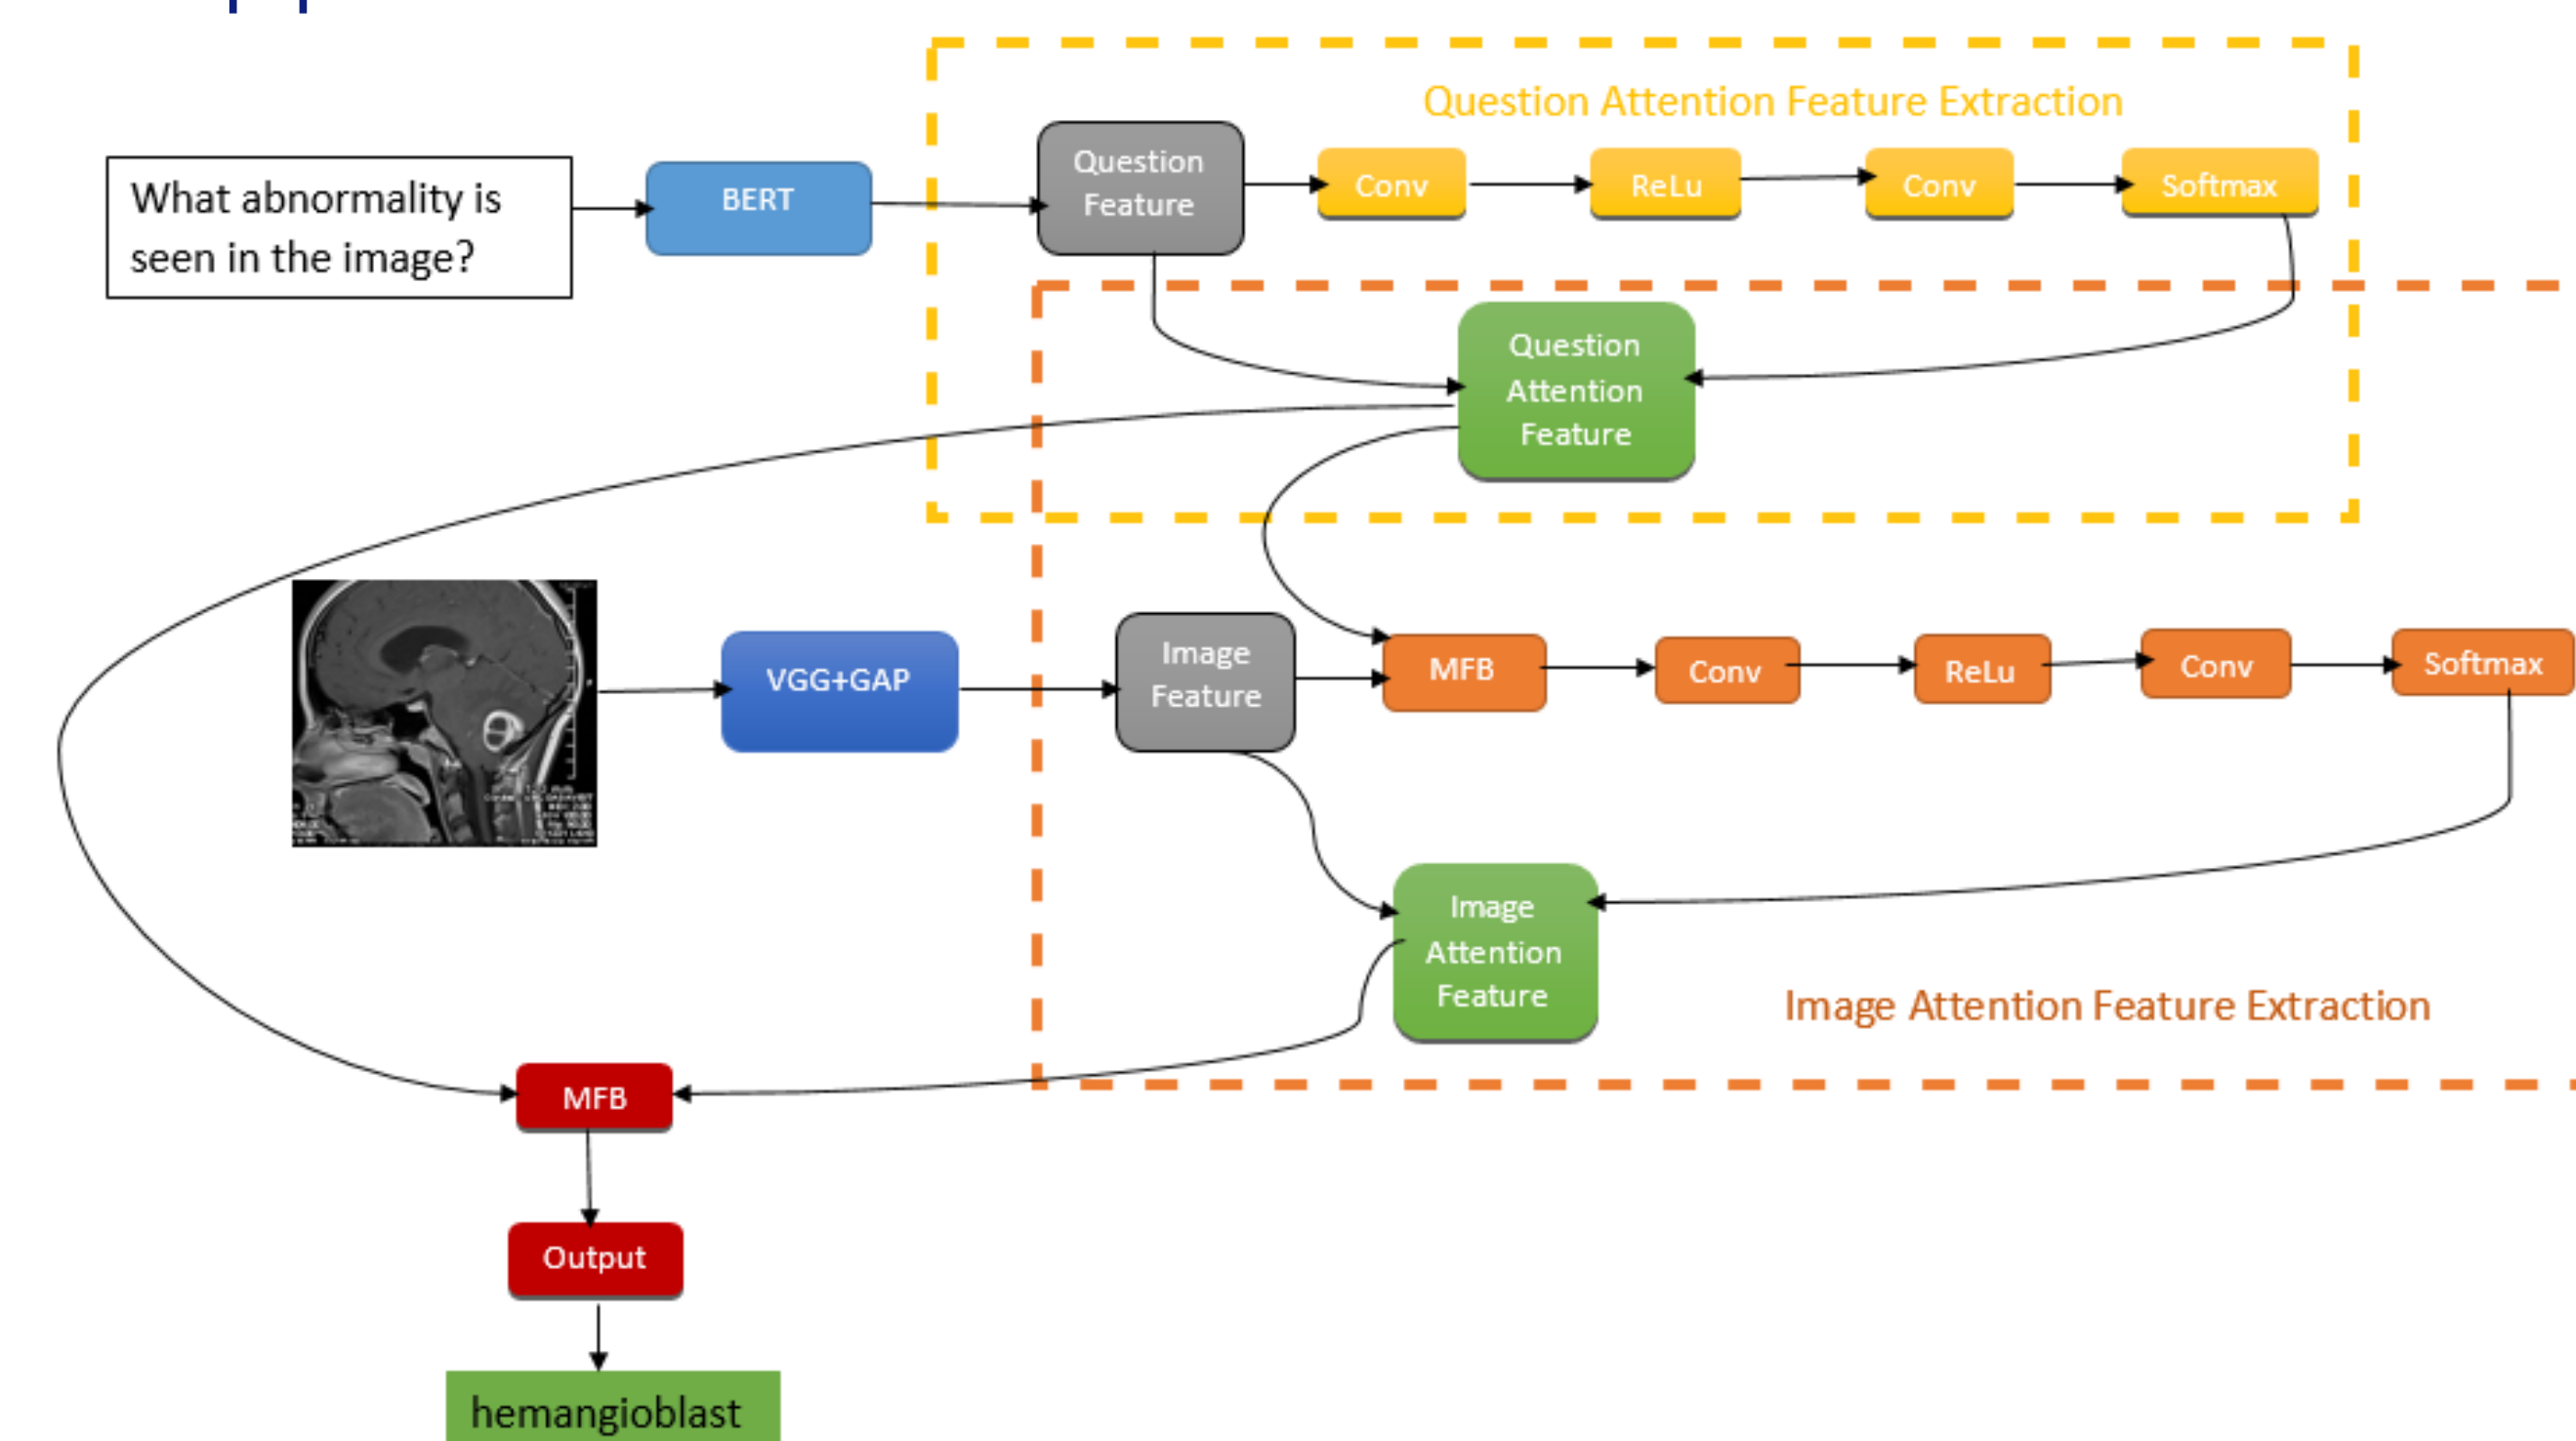 Question Attention Feature Extraction
What abnormality is
seen in the image?
BERT
Question
Feature
Conv
ReLu
Conv
Softmax
Question
Attention
Feature
VGG+GAP
Image
Feature
MFB
Conv
ReLu
Conv
Softmax
Image
Attention
Feature
Image Attention Feature Extraction
MFB
Output
hemangioblast